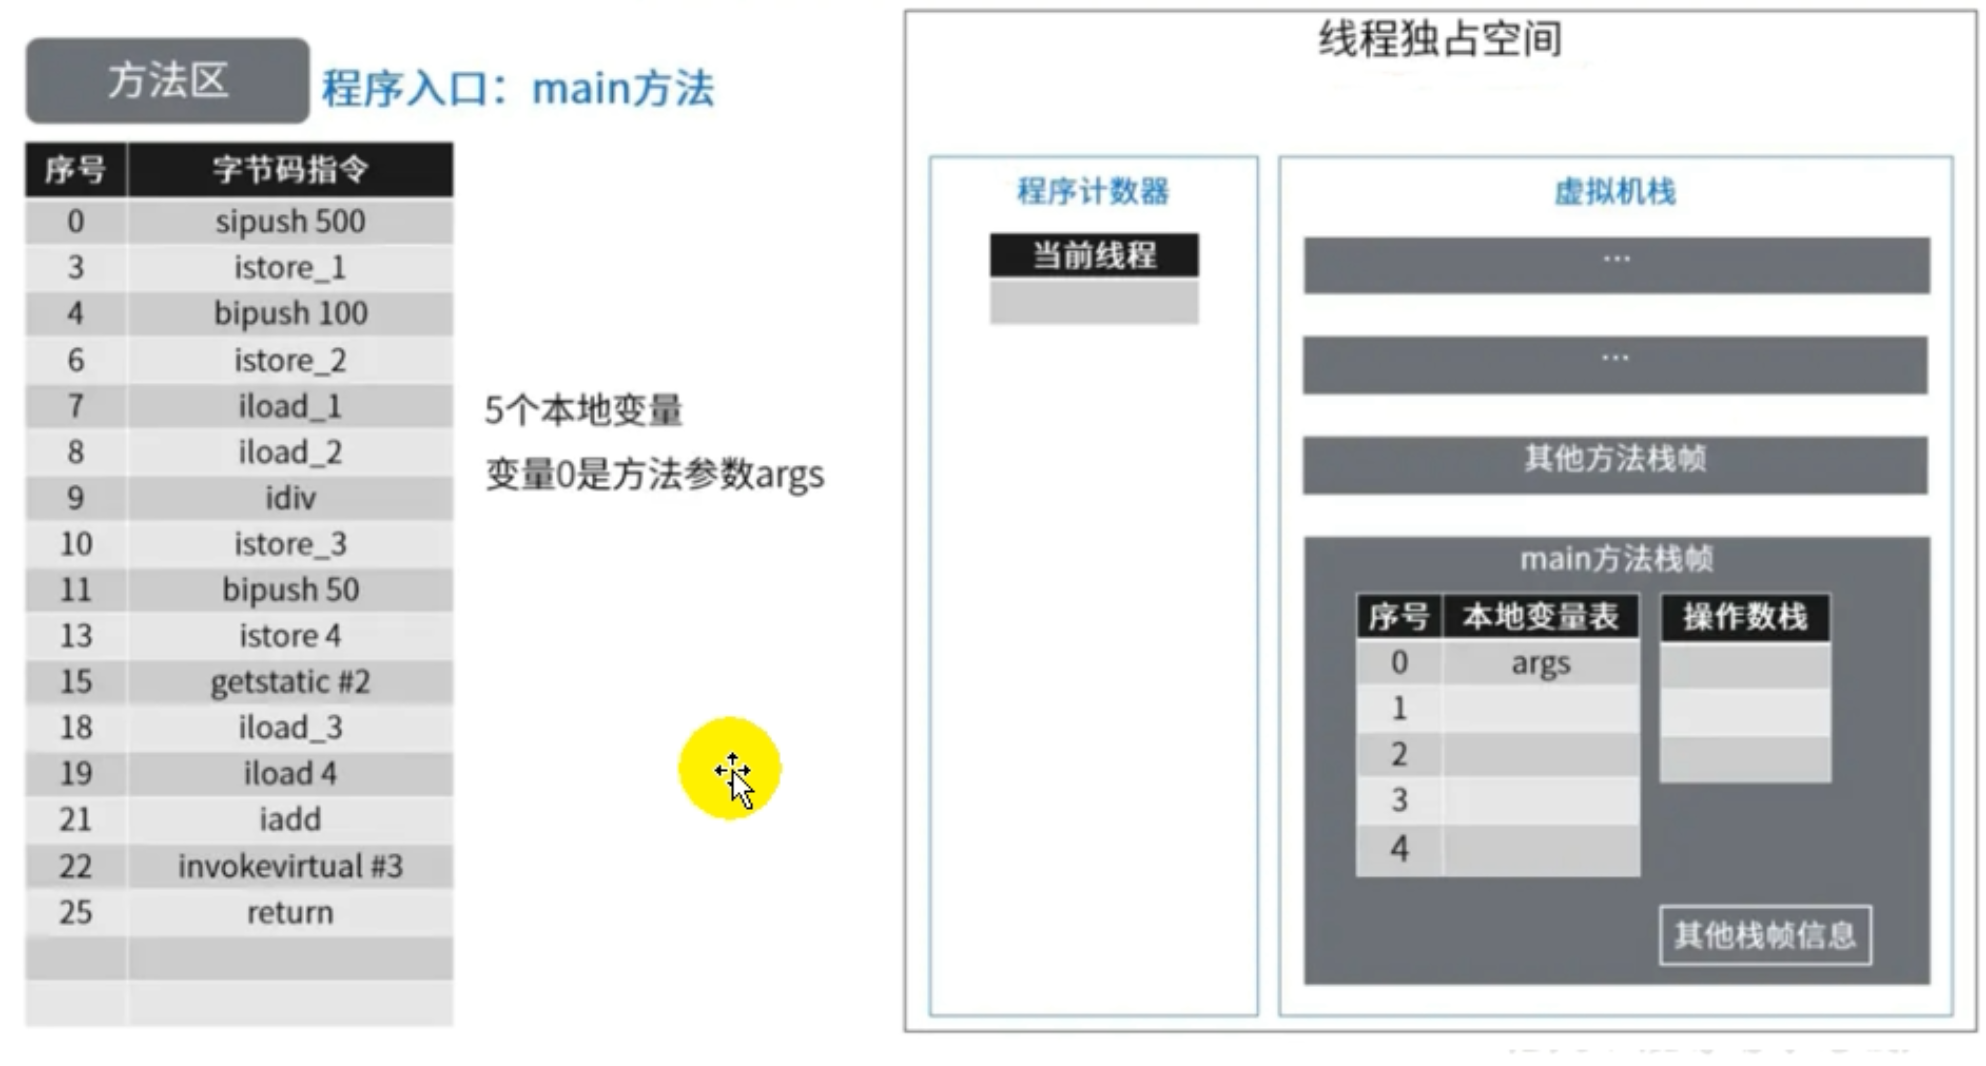 方法区
程序入口：main方法
序号 字节码指令
0 sipush 500
3 istore_1
4 bipush 100
6 istore_2
7 iload_1
8 iload_2
9 idiv
10 istore_3
11 bipush 50
13 istore 4
15 getstatic #2
18 iload_3
19 iload 4
21 iadd
22 invokevirtual #3
25 return
5个本地变量
变量0是方法参数args
线程独占空间
程序计数器
当前线程
虚拟机栈
...
...
其他方法栈帧
main方法栈帧
序号 本地变量表 操作数栈
0 args
1
2
3
4
其他栈帧信息